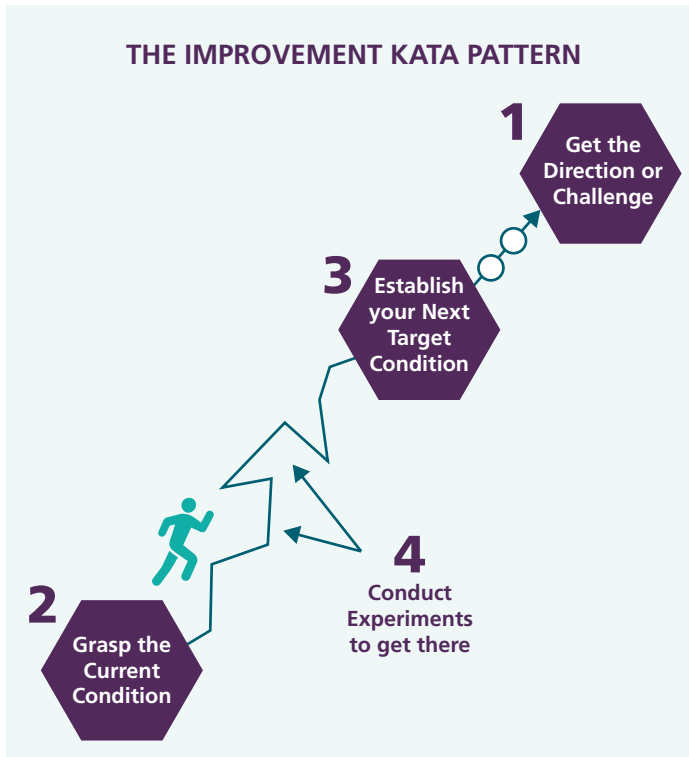 THE IMPROVEMENT KATA PATTERN
1
Get the
Direction or
Challenge
3
Establish
your Next
Target
Condition
4
Conduct
Experiments
to get there
2
Grasp the
Current
Condition